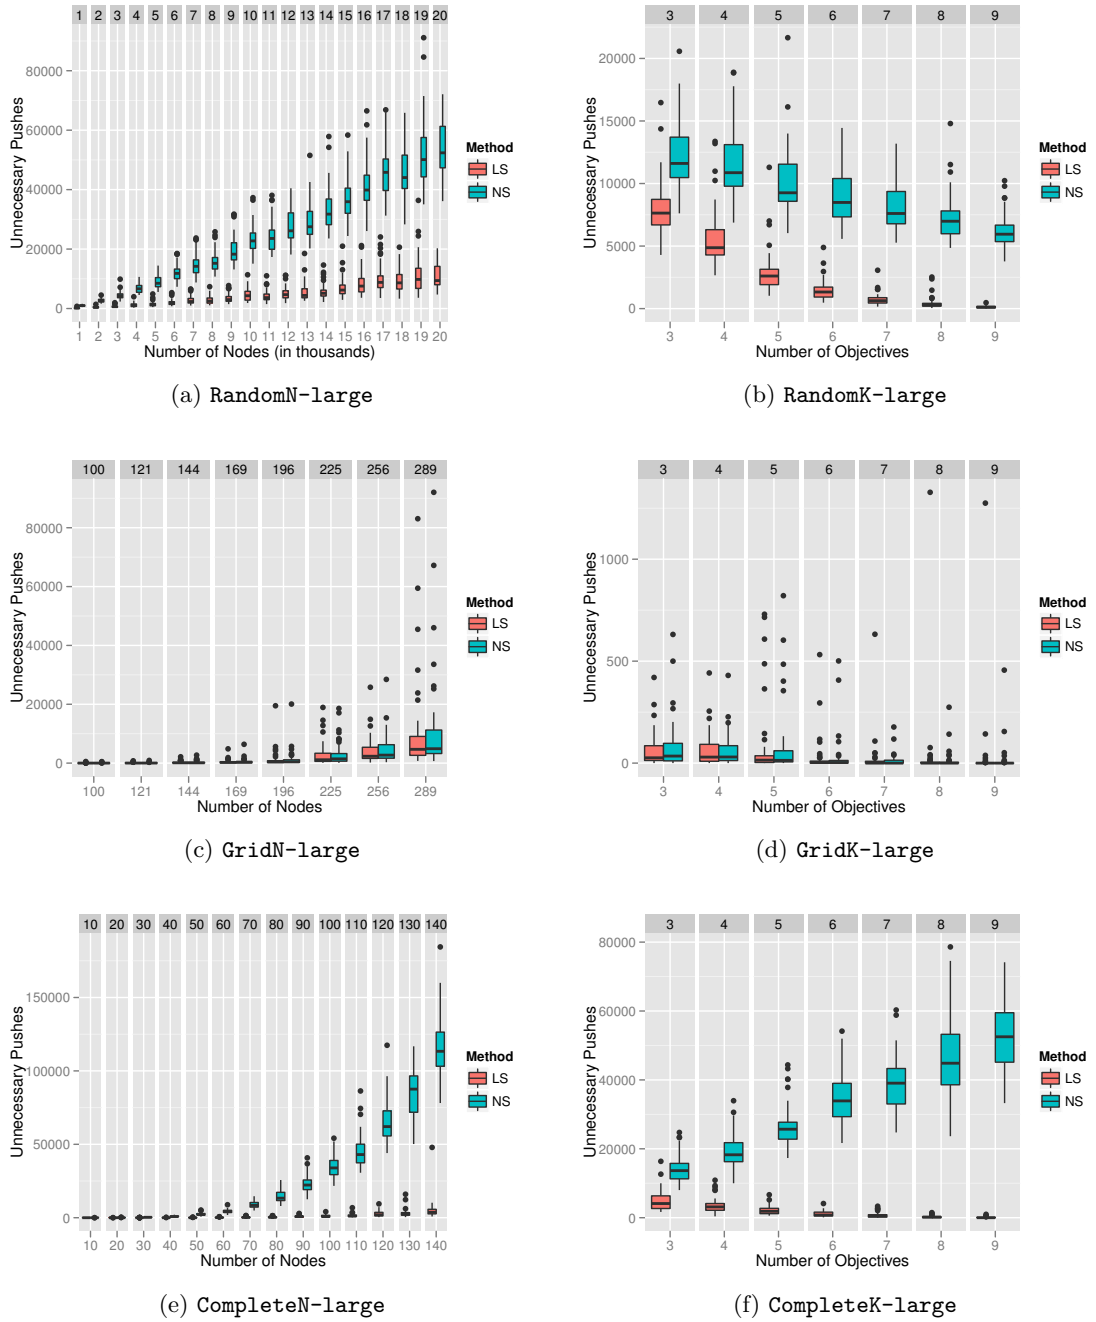 1 2 3 4 5 6 7 8 9 10 11 12 13 14 15 16 17 18 19 20
80000
60000
40000
20000
0
Unnecessary Pushes
1 2 3 4 5 6 7 8 9 10 11 12 13 14 15 16 17 18 19 20
Number of Nodes (in thousands)
Method
LS
NS
(a) RandomN-large
3 4 5 6 7 8 9
20000
15000
10000
5000
0
Unnecessary Pushes
3 4 5 6 7 8 9
Number of Objectives
Method
LS
NS
(b) RandomK-large
100 121 144 169 196 225 256 289
80000
60000
40000
20000
0
Unnecessary Pushes
100 121 144 169 196 225 256 289
Number of Nodes
Method
LS
NS
(c) GridN-large
3 4 5 6 7 8 9
1000
500
0
Unnecessary Pushes
3 4 5 6 7 8 9
Number of Objectives
Method
LS
NS
(d) GridK-large
10 20 30 40 50 60 70 80 90 100 110 120 130 140
150000
100000
50000
0
Unnecessary Pushes
10 20 30 40 50 60 70 80 90 100 110 120 130 140
Number of Nodes
Method
LS
NS
(e) CompleteN-large
3 4 5 6 7 8 9
80000
60000
40000
20000
0
Unnecessary Pushes
3 4 5 6 7 8 9
Number of Objectives
Method
LS
NS
(f) CompleteK-large